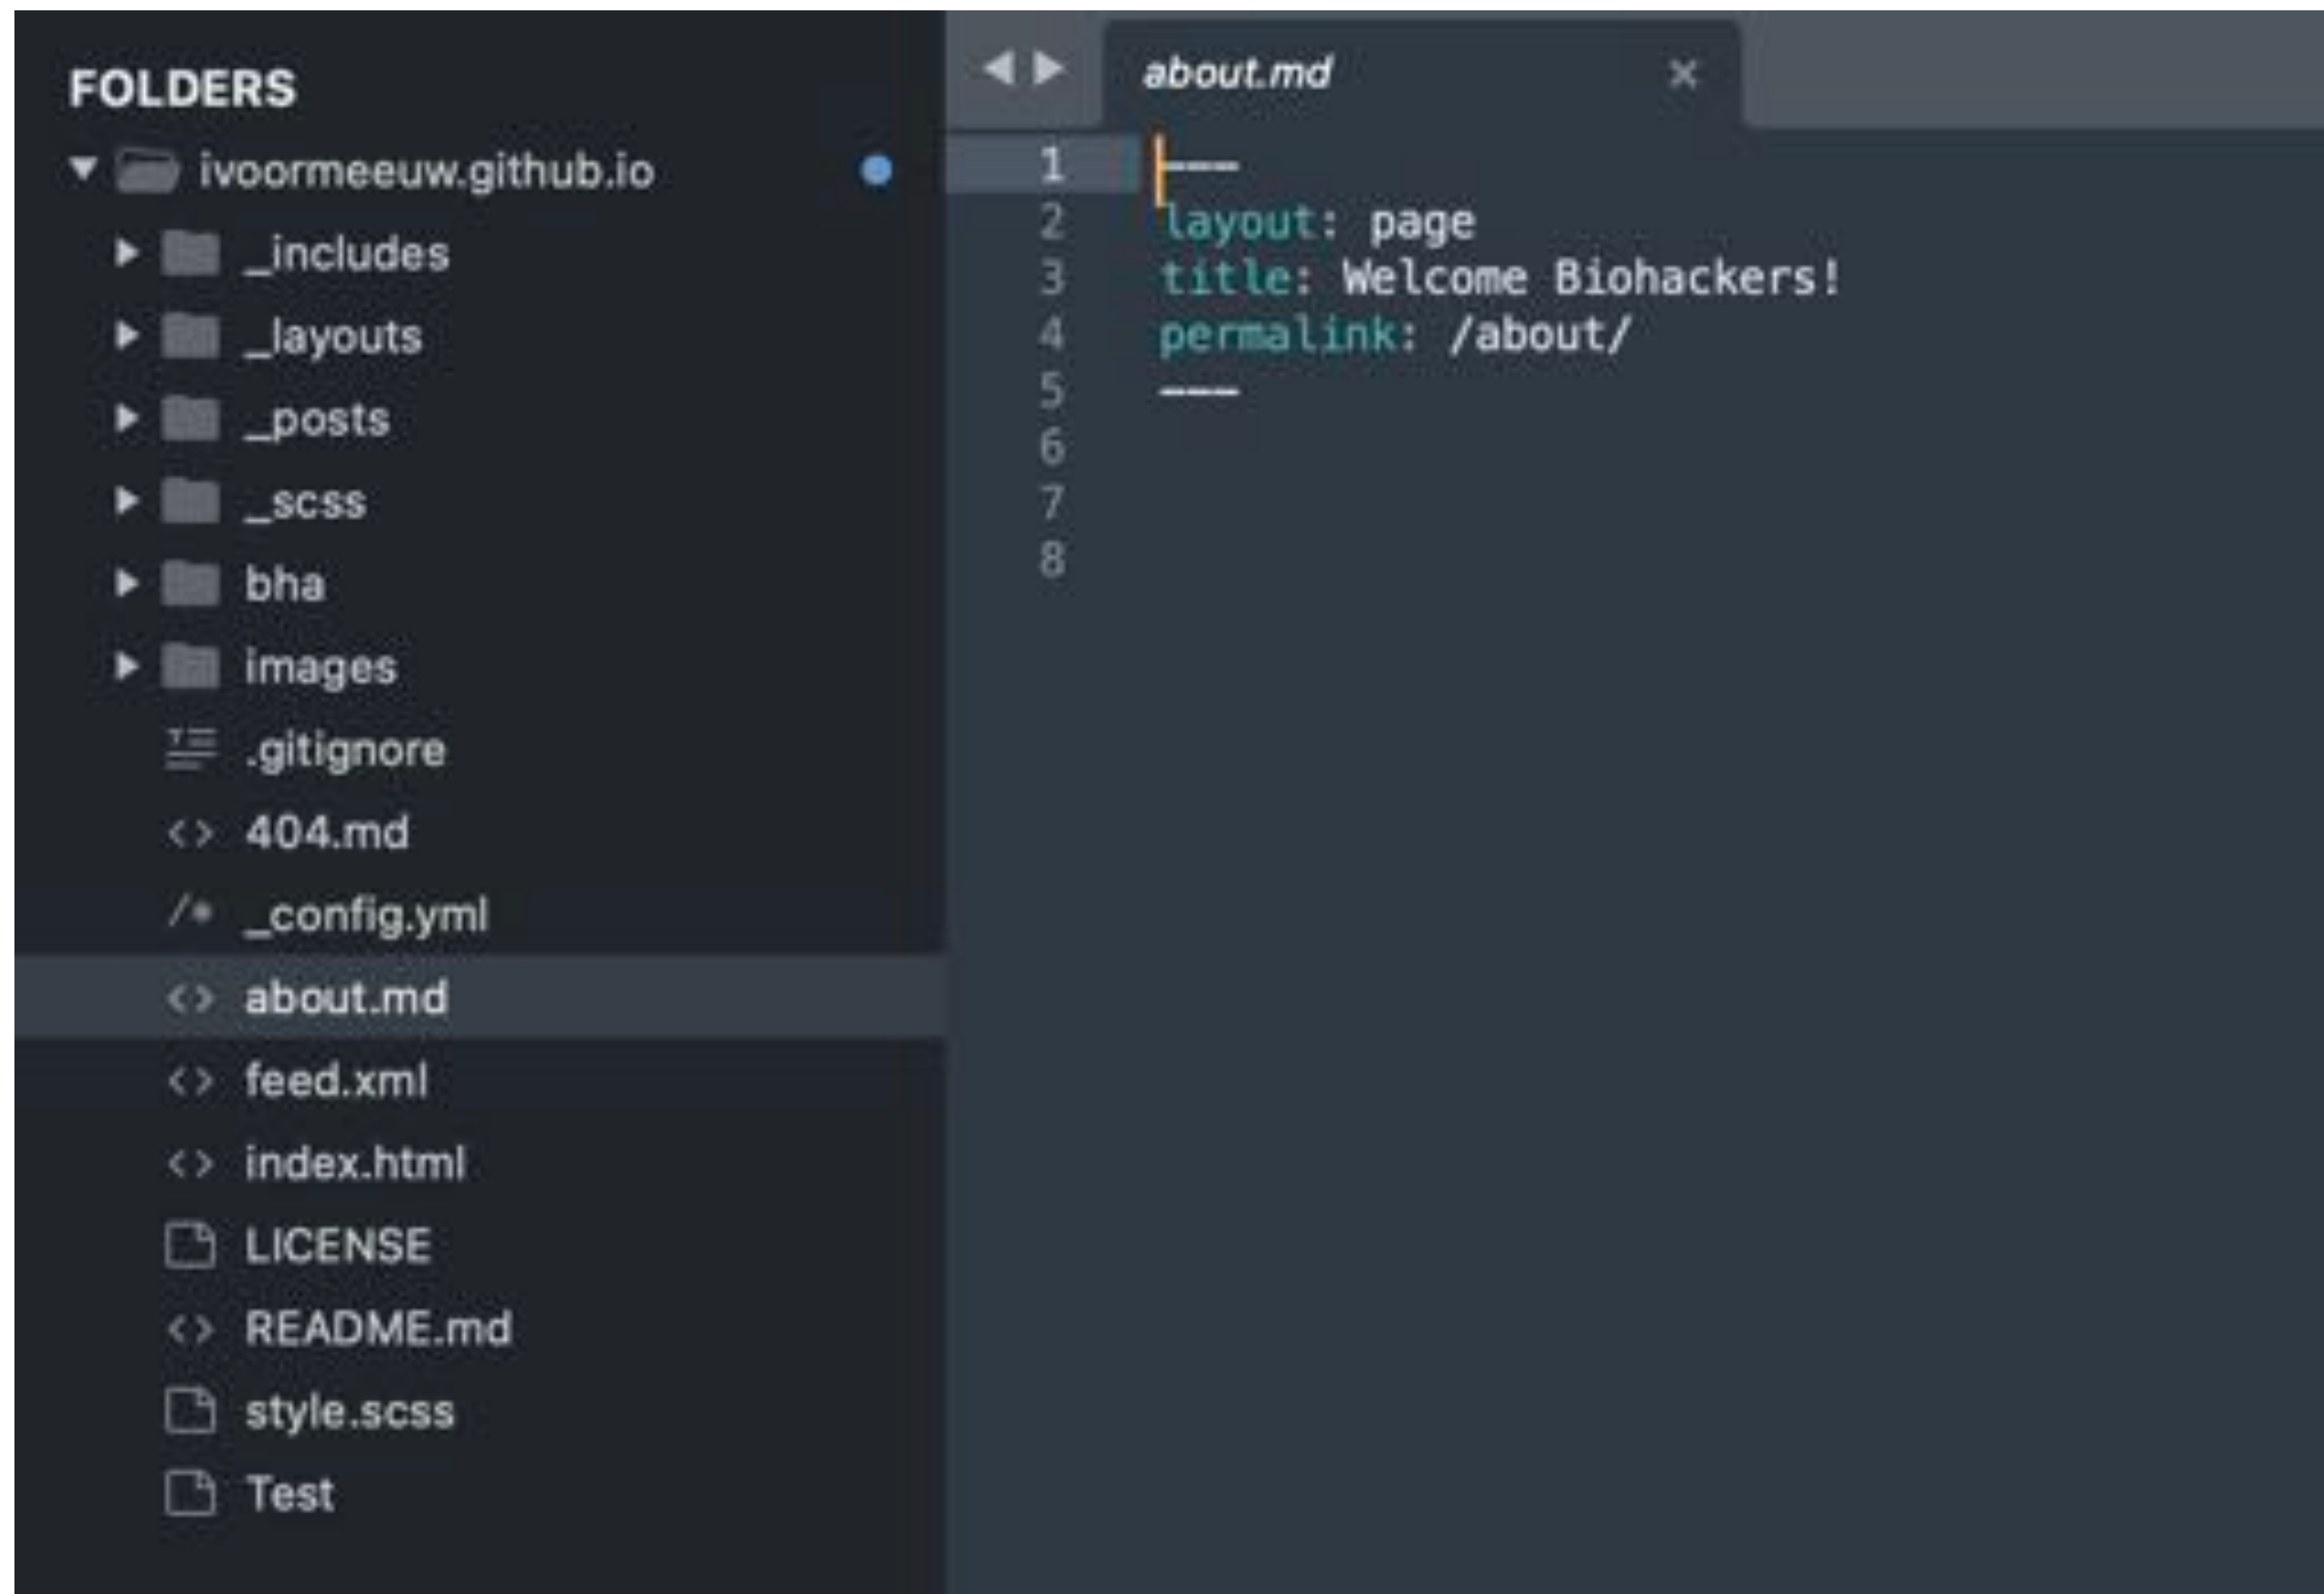 FOLDERS
ivoormeeuw.github.io
_includes
_layouts
_posts
_scss
bha
images
.gitignore
404.md
/* _config.yml
about.md
feed.xml
index.html
LICENSE
README.md
style.scss
Test
about.md
1 ---
2 layout: page
3 title: Welcome Biohackers!
4 permalink: /about/
5 ---
6
7
8